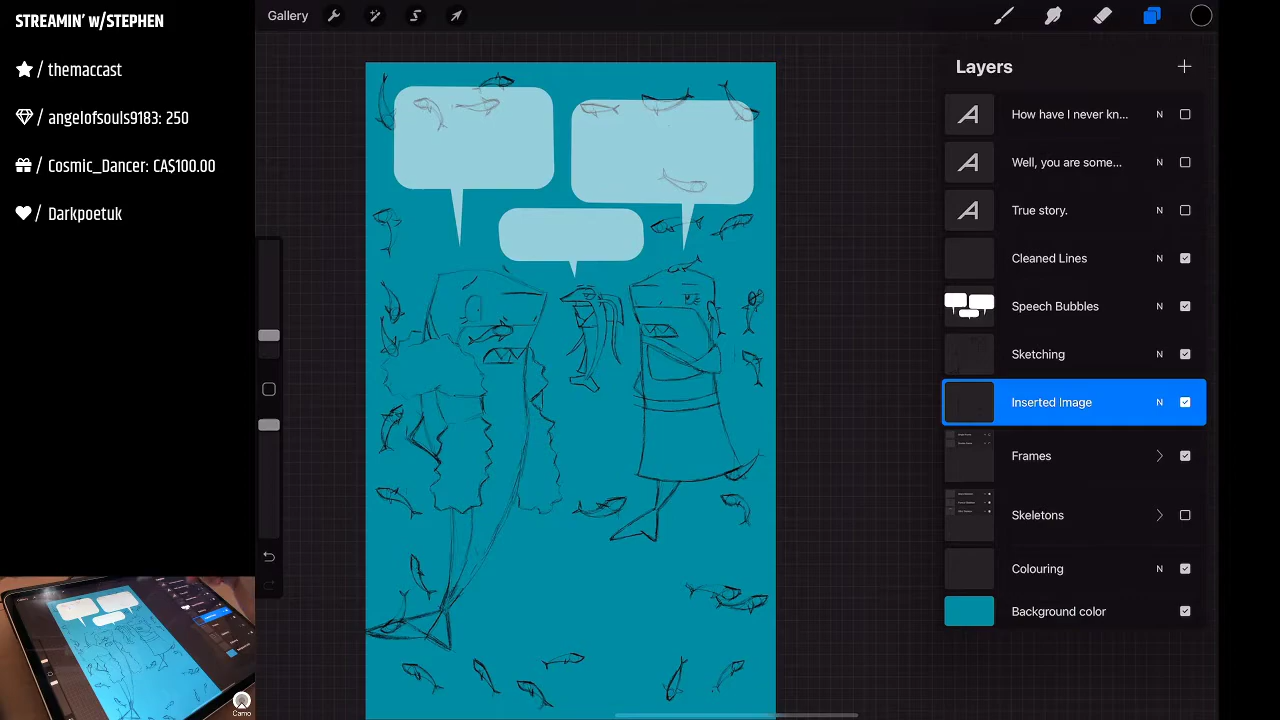 STREAMIN' w/STEPHEN
/ themaccast
/ angelofsouls9183: 250
/ Cosmic_Dancer: CA$100.00
/ Darkpoetuk
Gallery
Layers
How have I never kn... N
Well, you are some... N
True story. N
Cleaned Lines N
Speech Bubbles N
Sketching N
Inserted Image N
Frames
Skeletons
Colouring N
Background color
Camo